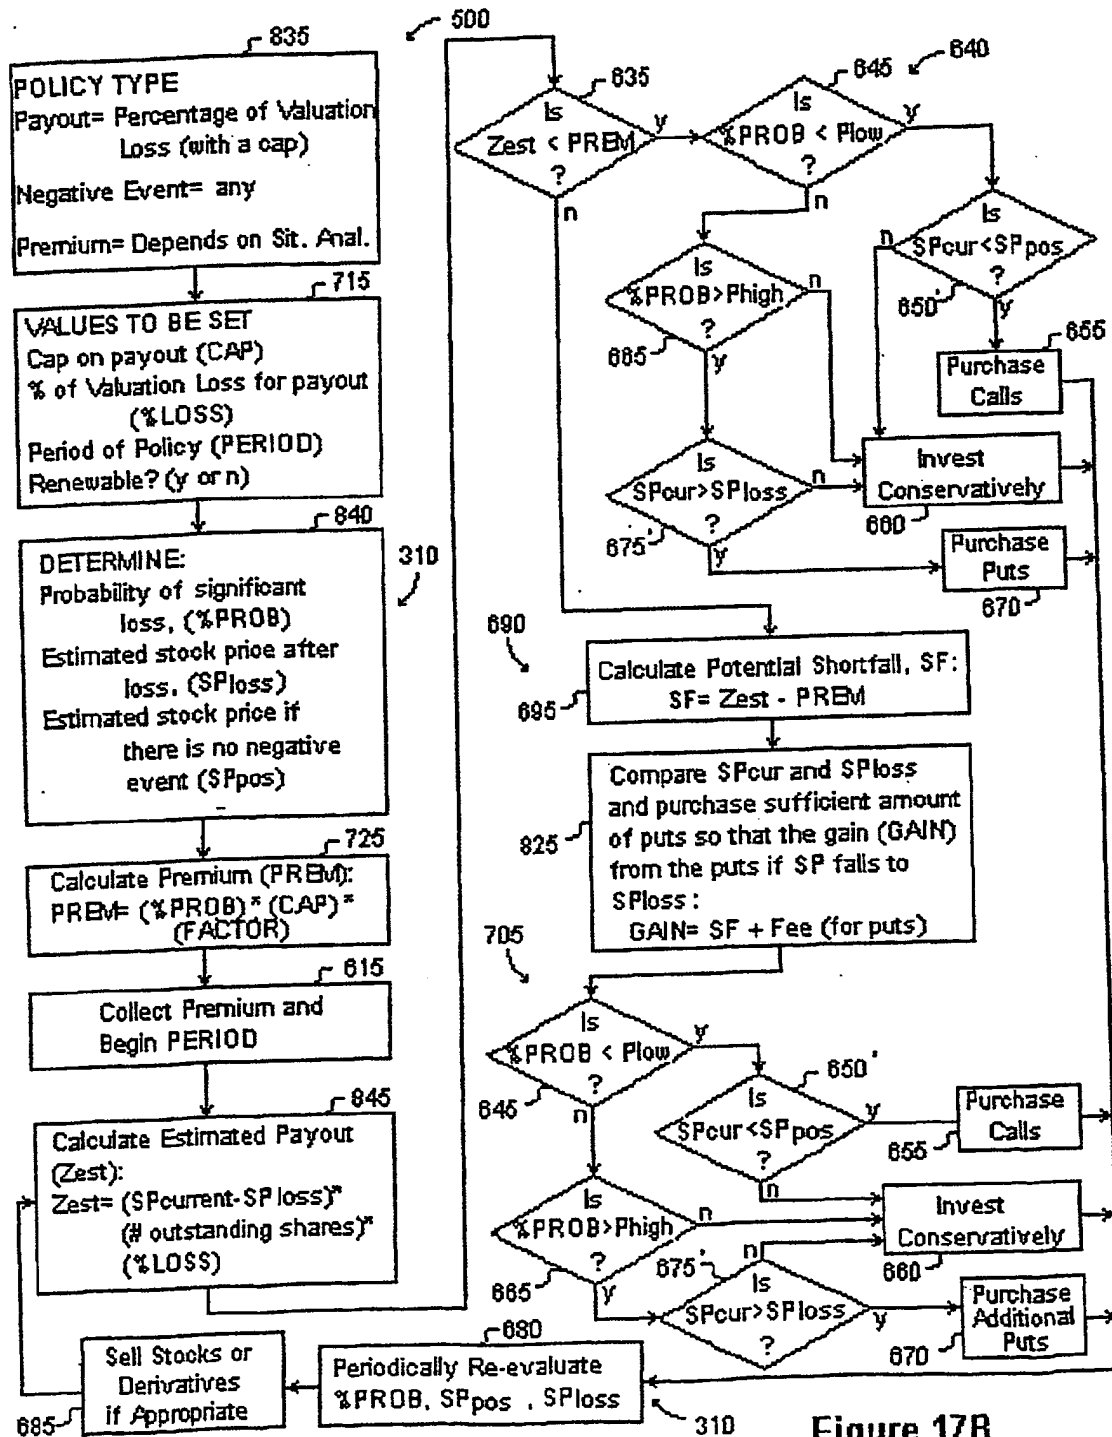 500
835
POLICY TYPE
Payout= Percentage of Valuation
Loss (with a cap)
Negative Event= any
Premium= Depends on Sit. Anal.
715
VALUES TO BE SET
Cap on payout (CAP)
% of Valuation Loss for payout
(%LOSS)
Period of Policy (PERIOD)
Renewable? (y or n)
840
DETERMINE:
Probability of significant
loss, (%PROB)
Estimated stock price after
loss, (SPloss)
Estimated stock price if
there is no negative
event (SPpos)
310
725
Calculate Premium (PREM):
PREM= (%PROB)* (CAP)*
(FACTOR)
615
Collect Premium and
Begin PERIOD
845
Calculate Estimated Payout
(Zest):
Zest= (SPcurrent-SPloss)*
(# outstanding shares)*
(%LOSS)
635
Is
Zest < PREM
?
y
n
640
645
Is
%PROB < Plow
?
y
n
Is
SPcur<SPpos
?
n
y
650'
655
Purchase
Calls
Is
%PROB>Phigh
?
n
y
665
Is
SPcur>SPloss
?
n
y
675'
Invest
Conservatively
660
Purchase
Puts
670
690
Calculate Potential Shortfall, SF:
SF= Zest - PREM
695
Compare SPcur and SPloss
and purchase sufficient amount
of puts so that the gain (GAIN)
from the puts if SP falls to
SPloss:
GAIN= SF + Fee (for puts)
825
705
Is
%PROB < Plow
?
y
n
645
650'
Is
SPcur<SPpos
?
y
n
Purchase
Calls
655
Is
%PROB>Phigh
?
n
y
665
Invest
Conservatively
660
675'
n
Is
SPcur>SPloss
?
y
Purchase
Additional
Puts
670
680
Periodically Re-evaluate
%PROB, SPpos , SPloss
310
Sell Stocks or
Derivatives
if Appropriate
685
Figure 17B